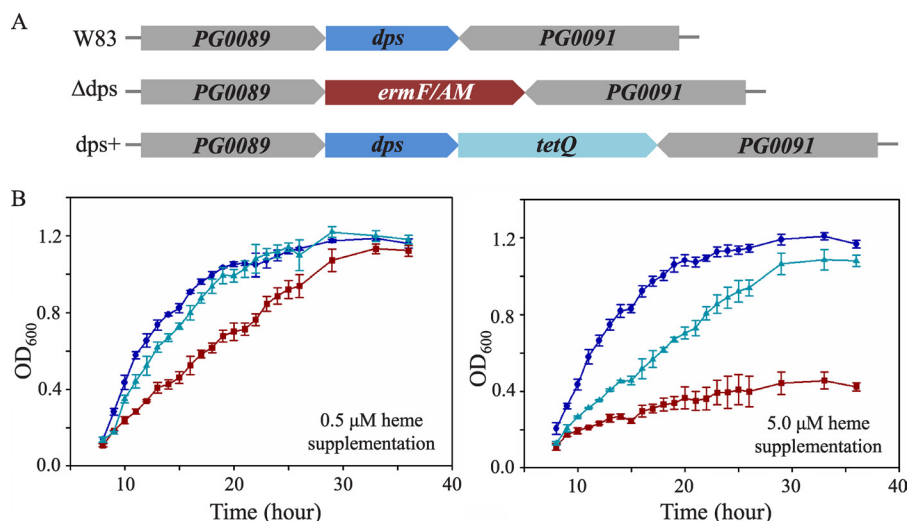 A
W83 PG0089 dps PG0091
Δdps PG0089 ermF/AM PG0091
dps+ PG0089 dps tetQ PG0091
B
1.2
0.8
0.4
0.0
OD600
10 20 30 40
Time (hour)
0.5 μM heme
supplementation
1.2
0.8
0.4
0.0
OD600
10 20 30 40
Time (hour)
5.0 μM heme
supplementation